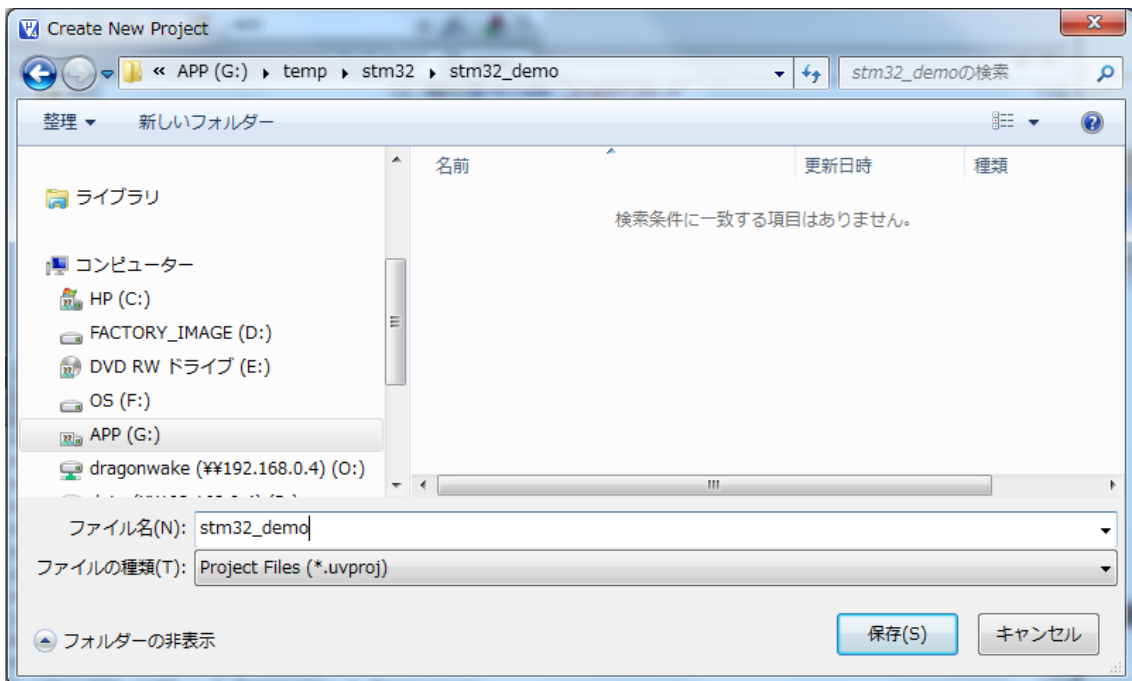 Create New Project
« APP (G:) ▸ temp ▸ stm32 ▸ stm32_demo
stm32_demoの検索
整理 新しいフォルダー
名前 更新日時 種類
検索条件に一致する項目はありません。
ライブラリ
コンピューター
HP (C:)
FACTORY_IMAGE (D:)
DVD RW ドライブ (E:)
OS (F:)
APP (G:)
dragonwake (¥¥192.168.0.4) (O:)
ファイル名(N): stm32_demo
ファイルの種類(T): Project Files (*.uvproj)
フォルダーの非表示
保存(S) キャンセル